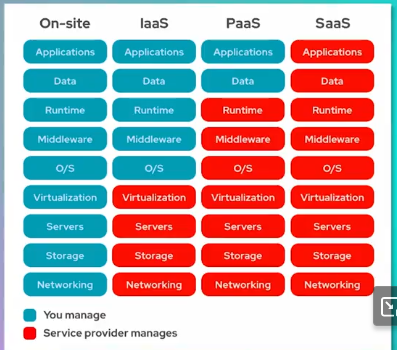 On-site IaaS PaaS SaaS
Applications Applications Applications Applications
Data Data Data Data
Runtime Runtime Runtime Runtime
Middleware Middleware Middleware Middleware
O/S O/S O/S O/S
Virtualization Virtualization Virtualization Virtualization
Servers Servers Servers Servers
Storage Storage Storage Storage
Networking Networking Networking Networking
You manage
Service provider manages